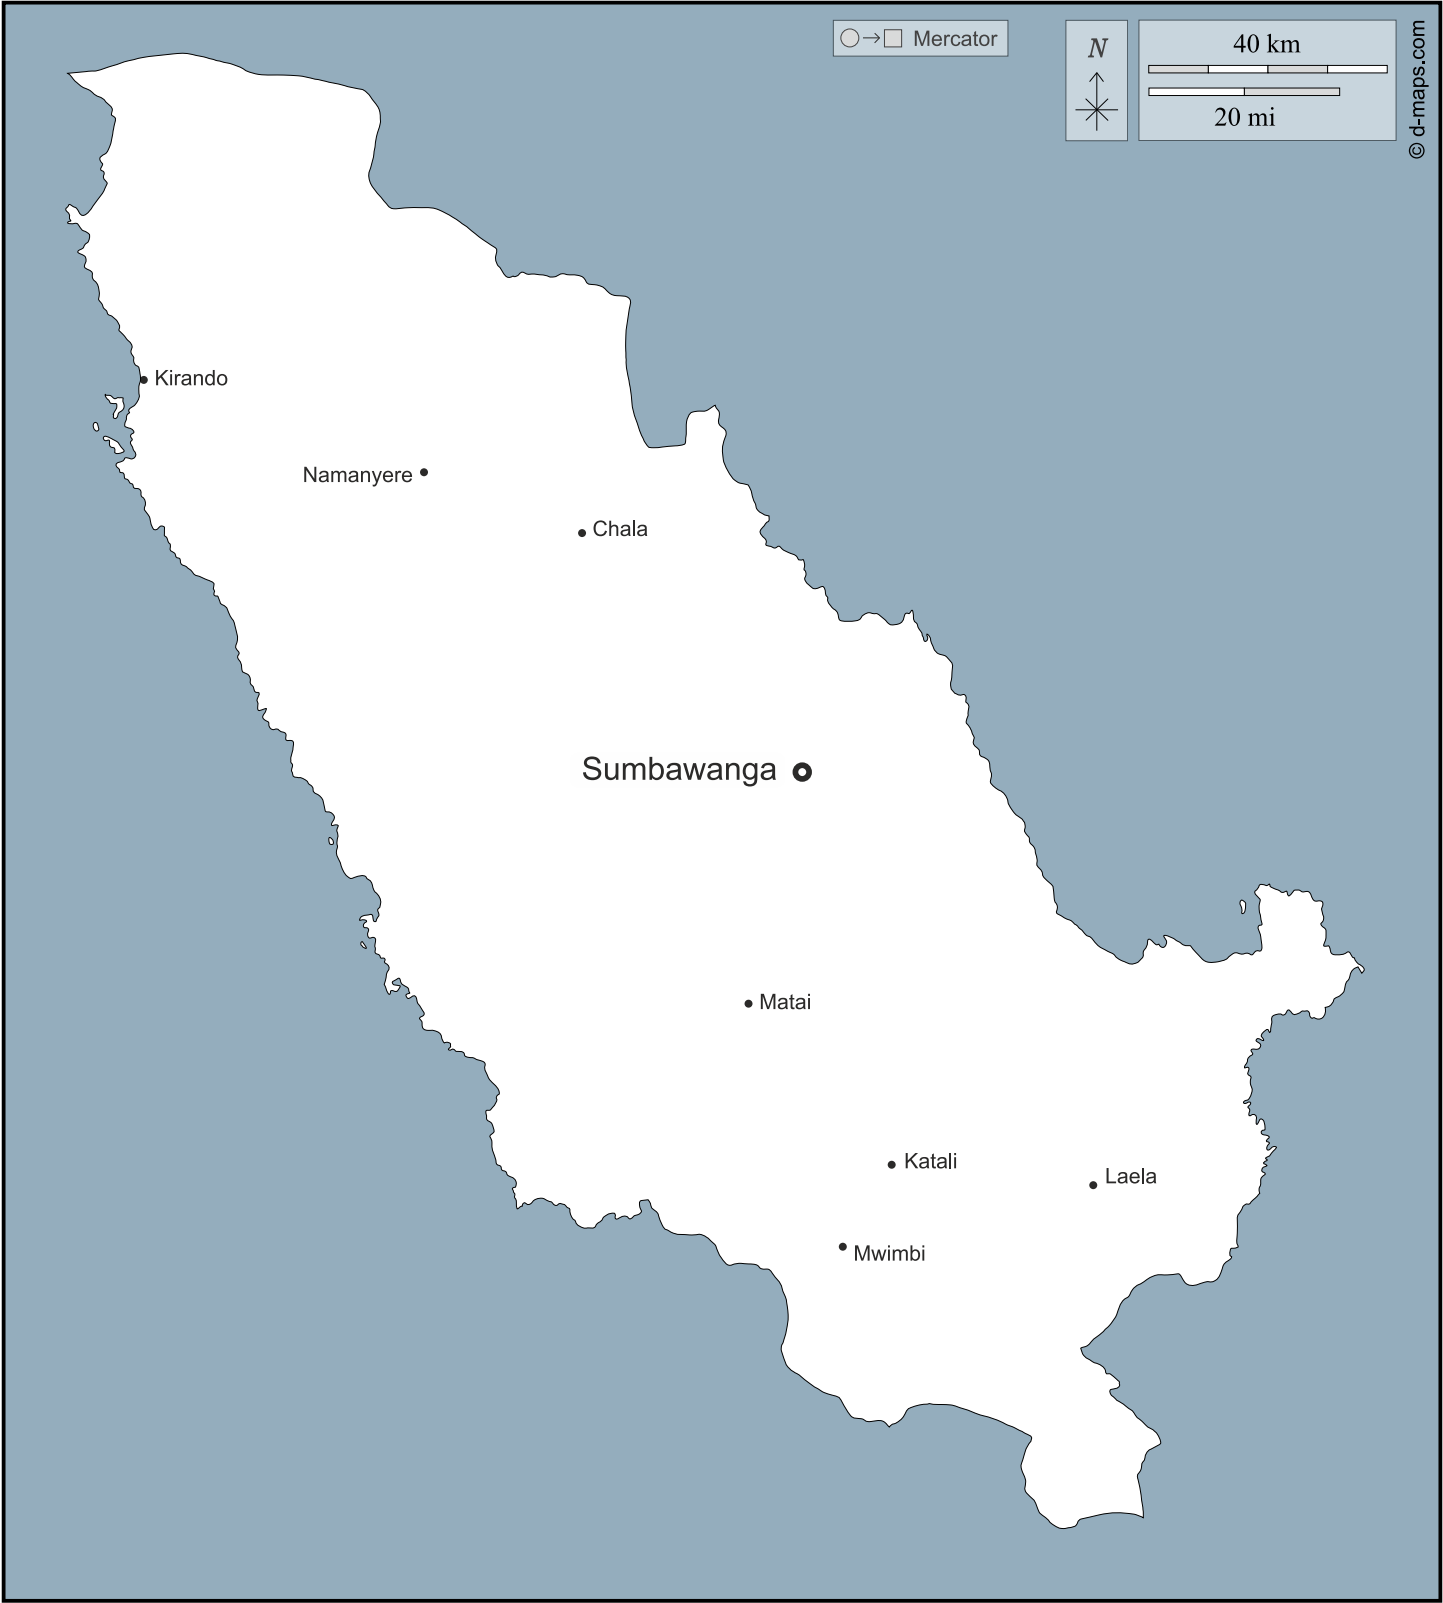 Mercator
N
40 km
20 mi
© d-maps.com
Kirando
Namanyere
Chala
Sumbawanga
Matai
Katali
Laela
Mwimbi